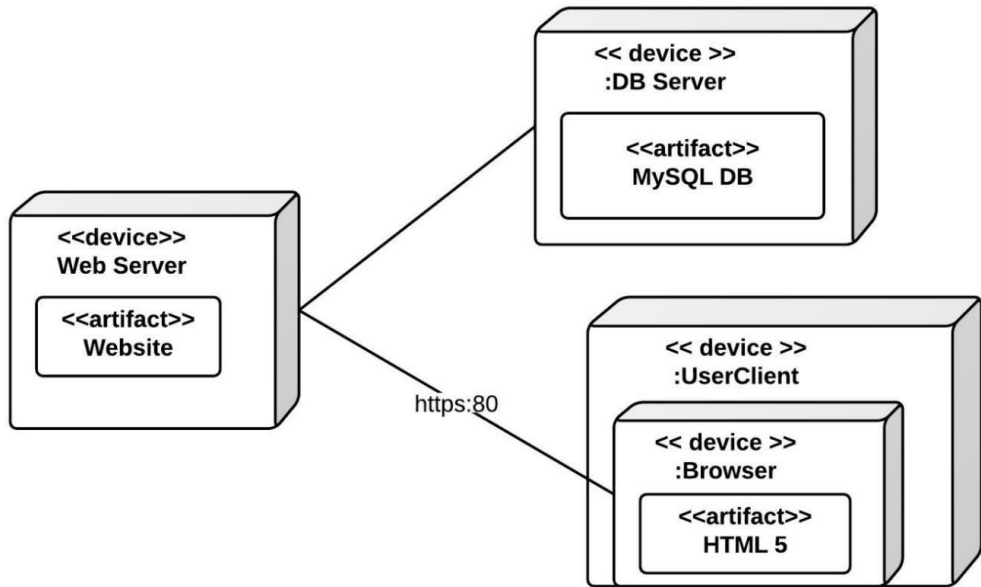 << device >>
:DB Server
<<artifact>>
MySQL DB
<<device>>
Web Server
<<artifact>>
Website
https:80
<< device >>
:UserClient
<< device >>
:Browser
<<artifact>>
HTML 5